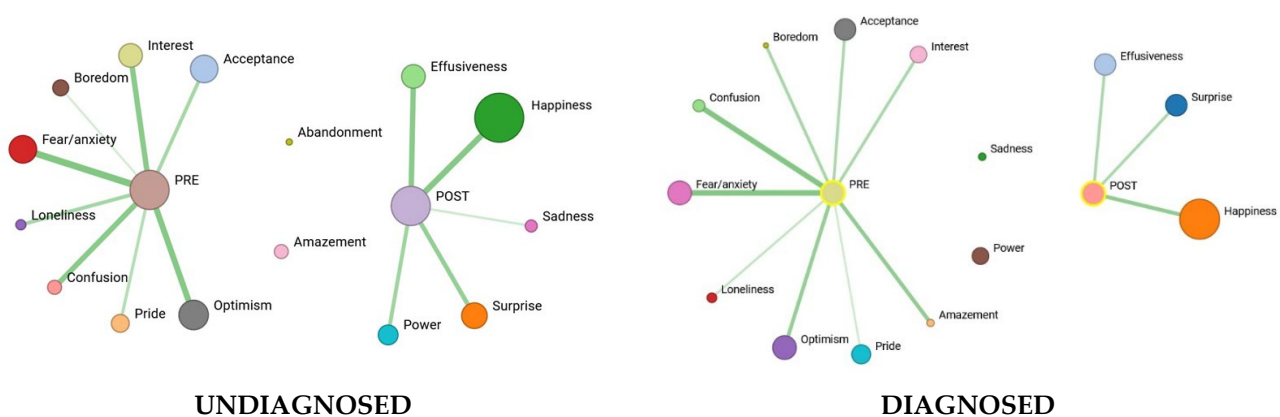 Interest
Acceptance
Boredom
Fear/anxiety
PRE
Loneliness
Confusion
Pride
Optimism
Abandonment
Amazement
Effusiveness
Happiness
POST
Sadness
Power
Surprise
UNDIAGNOSED
Acceptance
Boredom
Interest
Confusion
Fear/anxiety
PRE
Loneliness
Optimism
Pride
Amazement
Sadness
Power
Effusiveness
Surprise
POST
Happiness
DIAGNOSED